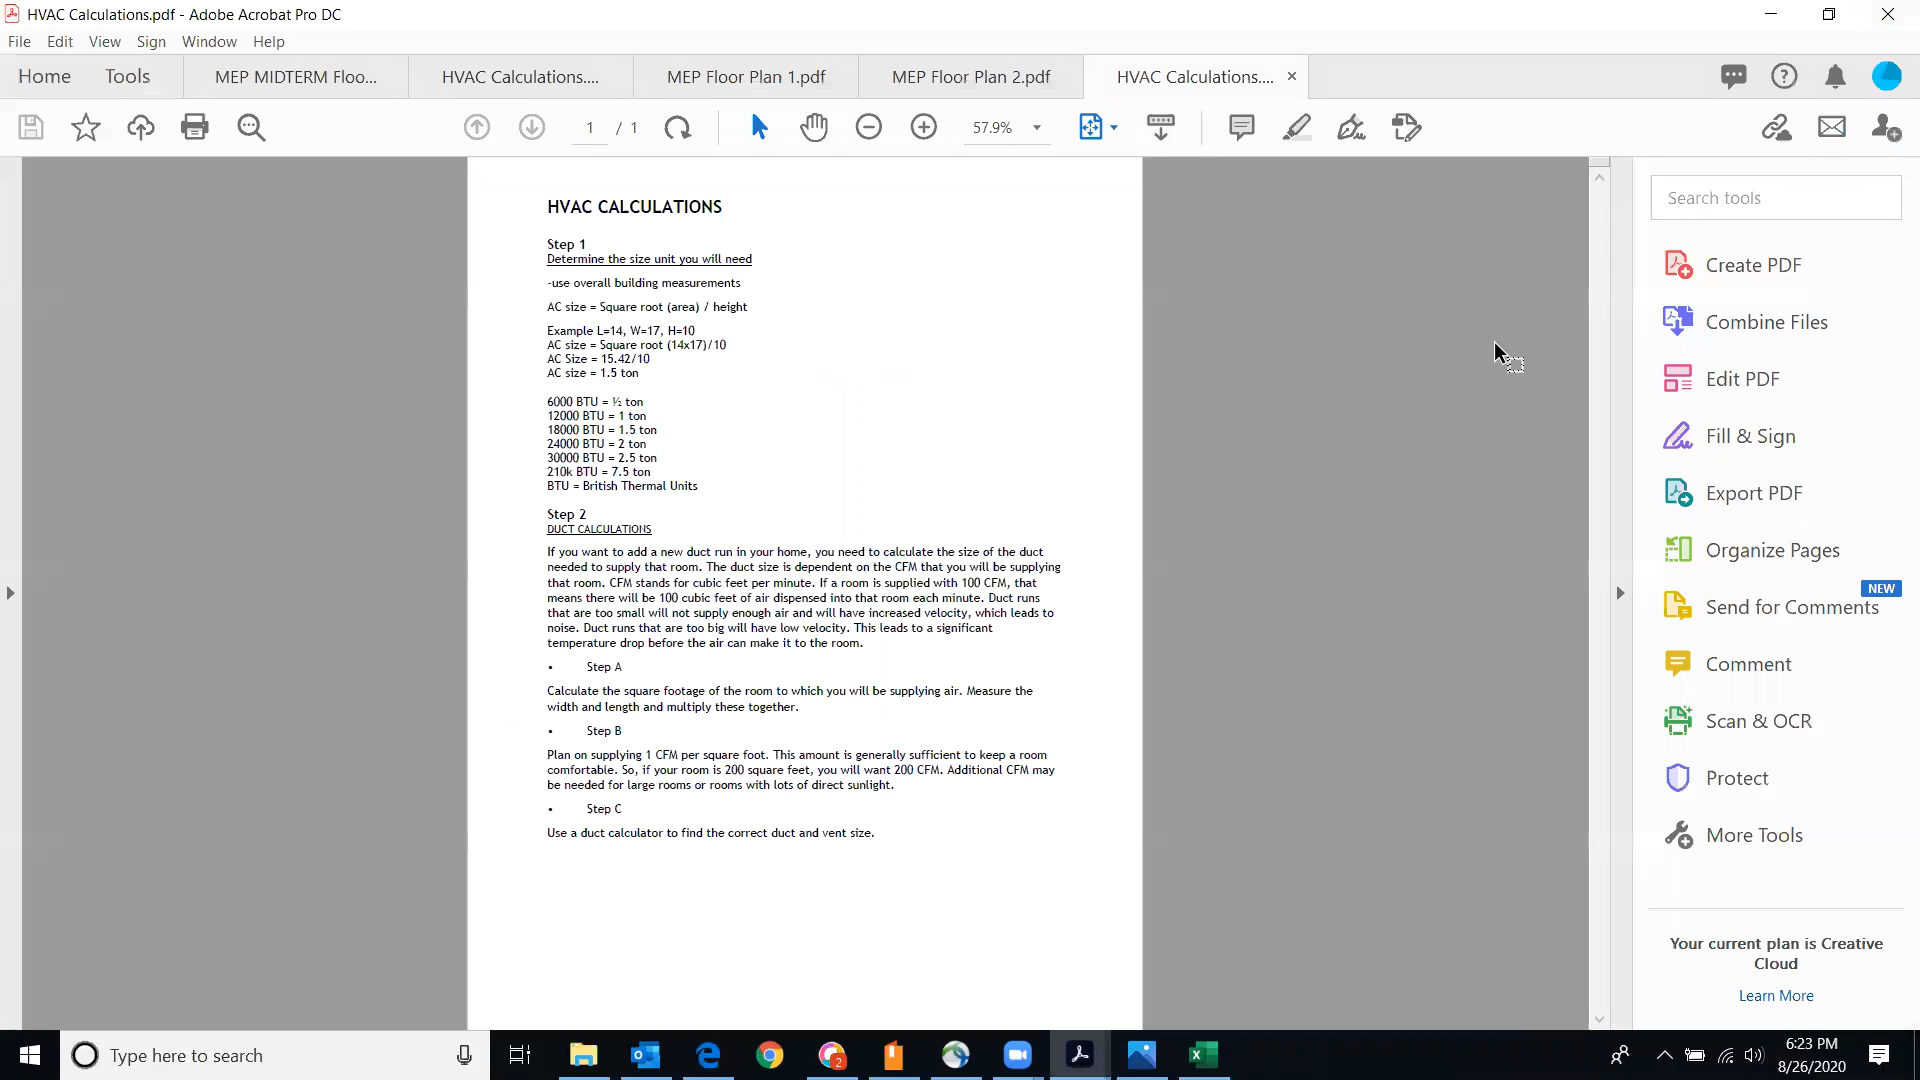 HVAC Calculations.pdf - Adobe Acrobat Pro DC
File Edit View Sign Window Help
Home Tools MEP MIDTERM Floo... HVAC Calculations.... MEP Floor Plan 1.pdf MEP Floor Plan 2.pdf HVAC Calculations.... ×
1 / 1 57.9%
HVAC CALCULATIONS
Step 1
Determine the size unit you will need
-use overall building measurements
AC size = Square root (area) / height
Example L=14, W=17, H=10
AC size = Square root (14x17)/10
AC Size = 15.42/10
AC size = 1.5 ton
6000 BTU = ½ ton
12000 BTU = 1 ton
18000 BTU = 1.5 ton
24000 BTU = 2 ton
30000 BTU = 2.5 ton
210k BTU = 7.5 ton
BTU = British Thermal Units
Step 2
DUCT CALCULATIONS
If you want to add a new duct run in your home, you need to calculate the size of the duct
needed to supply that room. The duct size is dependent on the CFM that you will be supplying
that room. CFM stands for cubic feet per minute. If a room is supplied with 100 CFM, that
means there will be 100 cubic feet of air dispensed into that room each minute. Duct runs
that are too small will not supply enough air and will have increased velocity, which leads to
noise. Duct runs that are too big will have low velocity. This leads to a significant
temperature drop before the air can make it to the room.
• Step A
Calculate the square footage of the room to which you will be supplying air. Measure the
width and length and multiply these together.
• Step B
Plan on supplying 1 CFM per square foot. This amount is generally sufficient to keep a room
comfortable. So, if your room is 200 square feet, you will want 200 CFM. Additional CFM may
be needed for large rooms or rooms with lots of direct sunlight.
• Step C
Use a duct calculator to find the correct duct and vent size.
Search tools
Create PDF
Combine Files
Edit PDF
Fill & Sign
Export PDF
Organize Pages
NEW
Send for Comments
Comment
Scan & OCR
Protect
More Tools
Your current plan is Creative
Cloud
Learn More
Type here to search
2
6:23 PM
8/26/2020